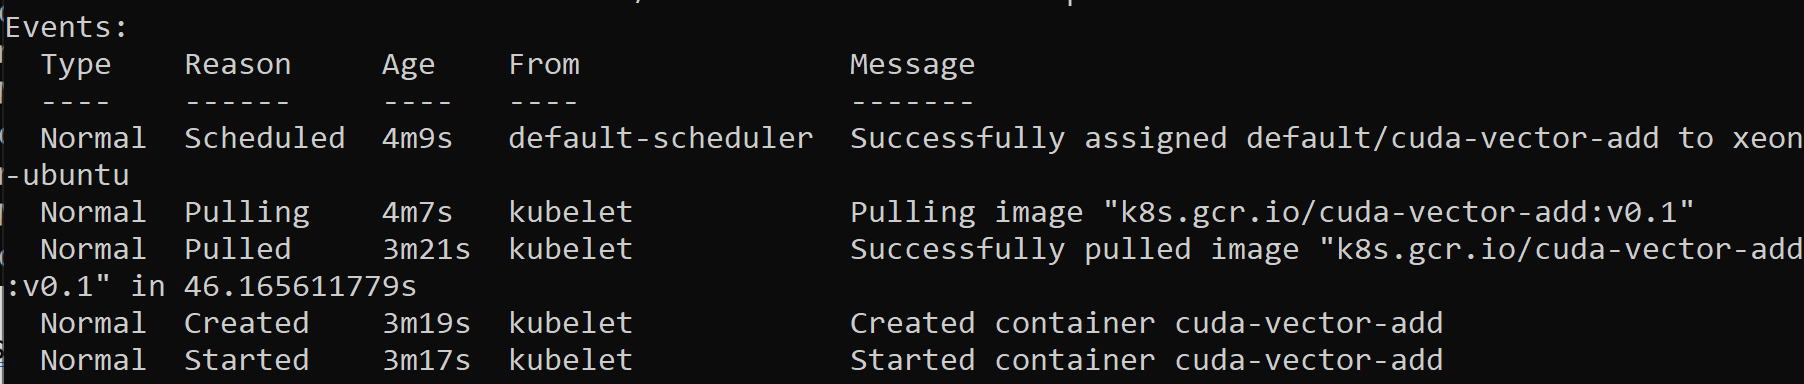 Events:
  Type    Reason     Age    From               Message
  ----    ------     ----   ----               -------
  Normal  Scheduled  4m9s   default-scheduler  Successfully assigned default/cuda-vector-add to xeon
-ubuntu
  Normal  Pulling    4m7s   kubelet            Pulling image "k8s.gcr.io/cuda-vector-add:v0.1"
  Normal  Pulled     3m21s  kubelet            Successfully pulled image "k8s.gcr.io/cuda-vector-add
:v0.1" in 46.165611779s
  Normal  Created    3m19s  kubelet            Created container cuda-vector-add
  Normal  Started    3m17s  kubelet            Started container cuda-vector-add